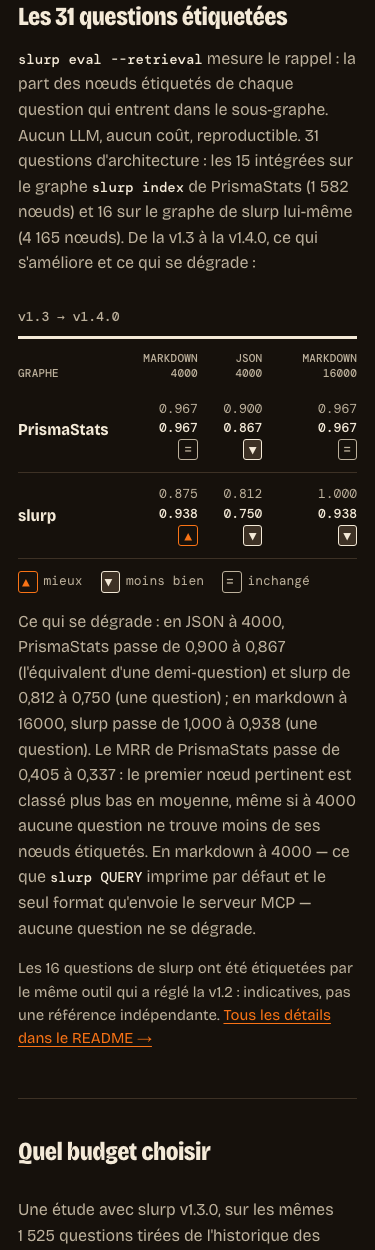 Les 31 questions étiquetées
slurp eval --retrieval mesure le rappel : la
part des nœuds étiquetés de chaque
question qui entrent dans le sous-graphe.
Aucun LLM, aucun coût, reproductible. 31
questions d'architecture : les 15 intégrées sur
le graphe slurp index de PrismaStats (1 582
nœuds) et 16 sur le graphe de slurp lui-même
(4 165 nœuds). De la v1.3 à la v1.4.0, ce qui
s'améliore et ce qui se dégrade :
v1.3 → v1.4.0
GRAPHE MARKDOWN 4000 JSON 4000 MARKDOWN 16000
0.967 0.900 0.967
PrismaStats 0.967 0.867 0.967
= ▼ =
0.875 0.812 1.000
slurp 0.938 0.750 0.938
▲ ▼ ▼
▲ mieux ▼ moins bien = inchangé
Ce qui se dégrade : en JSON à 4000,
PrismaStats passe de 0,900 à 0,867
(l'équivalent d'une demi-question) et slurp de
0,812 à 0,750 (une question) ; en markdown à
16000, slurp passe de 1,000 à 0,938 (une
question). Le MRR de PrismaStats passe de
0,405 à 0,337 : le premier nœud pertinent est
classé plus bas en moyenne, même si à 4000
aucune question ne trouve moins de ses
nœuds étiquetés. En markdown à 4000 — ce
que slurp QUERY imprime par défaut et le
seul format qu'envoie le serveur MCP —
aucune question ne se dégrade.
Les 16 questions de slurp ont été étiquetées par
le même outil qui a réglé la v1.2 : indicatives, pas
une référence indépendante. Tous les détails
dans le README →
Quel budget choisir
Une étude avec slurp v1.3.0, sur les mêmes
1 525 questions tirées de l'historique des